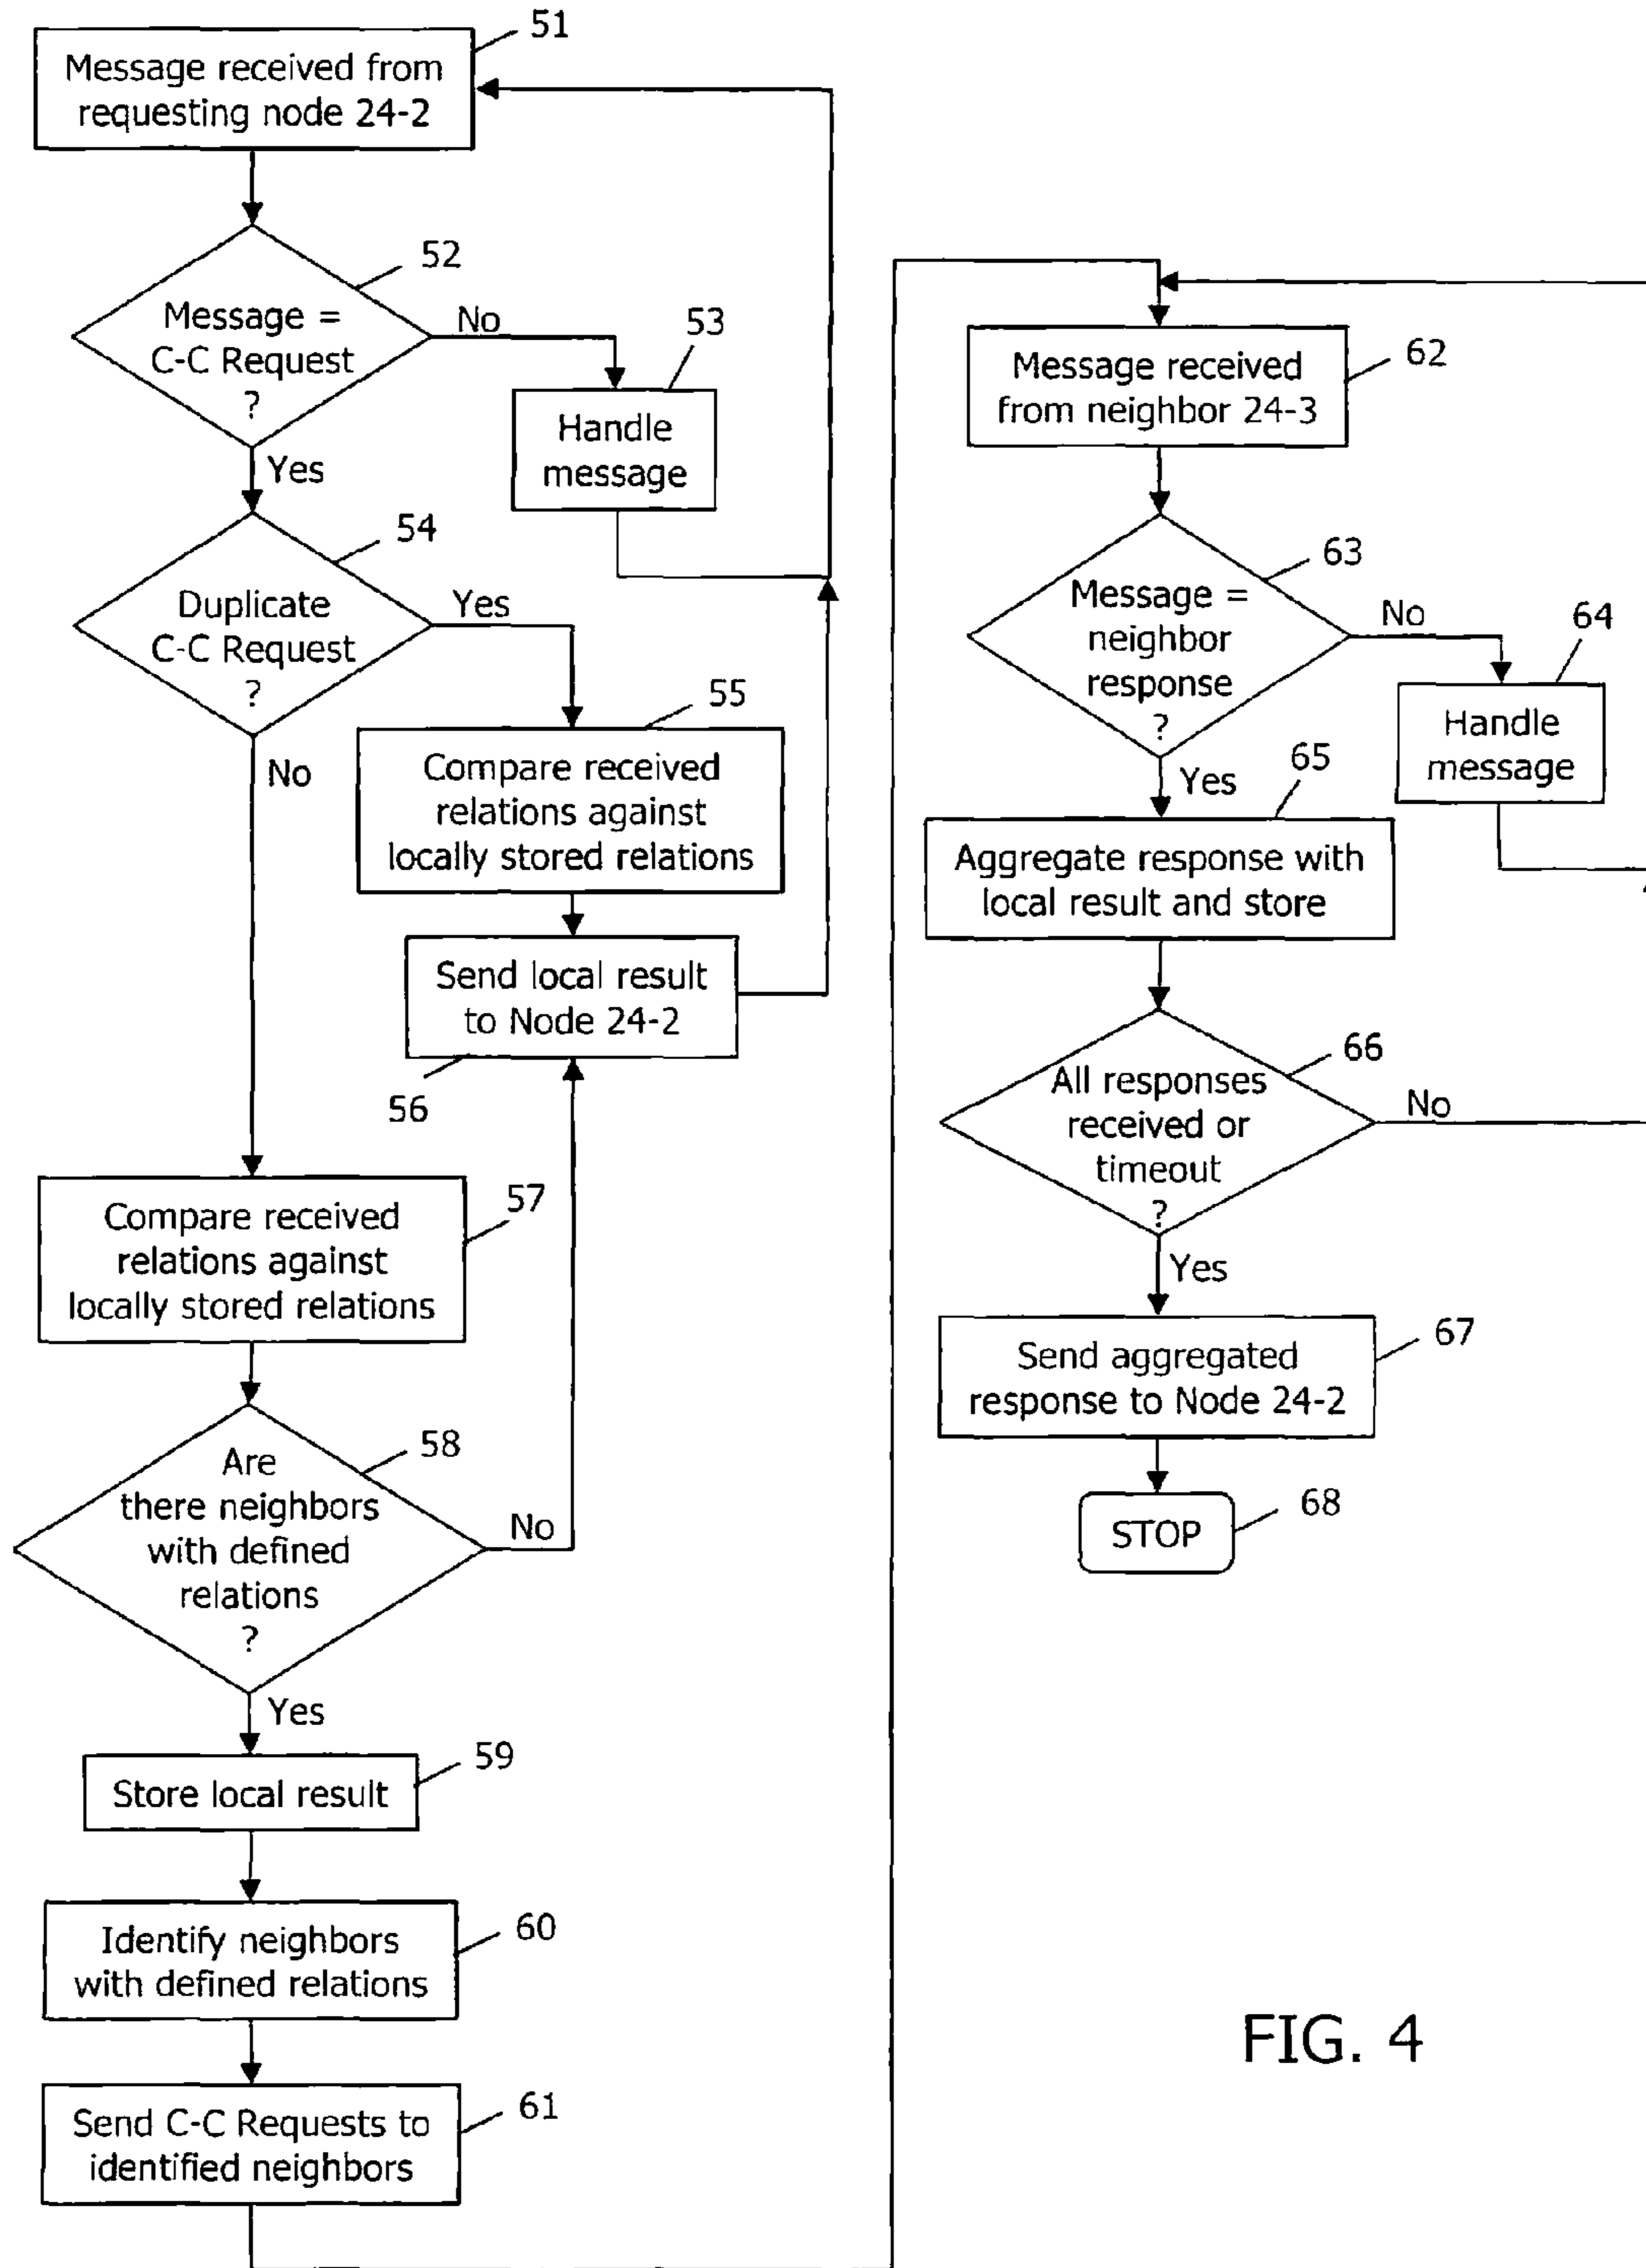 51
Message received from
requesting node 24-2
52
Message =
C-C Request
?
No
Yes
53
Handle
message
54
Duplicate
C-C Request
?
Yes
No
55
Compare received
relations against
locally stored relations
Send local result
to Node 24-2
56
57
Compare received
relations against
locally stored relations
58
Are
there neighbors
with defined
relations
?
No
Yes
59
Store local result
60
Identify neighbors
with defined relations
61
Send C-C Requests to
identified neighbors
62
Message received
from neighbor 24-3
63
Message =
neighbor
response
?
No
Yes
64
Handle
message
65
Aggregate response with
local result and store
66
All responses
received or
timeout
?
No
Yes
67
Send aggregated
response to Node 24-2
68
STOP
FIG. 4